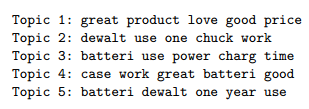 Topic 1: great product love good price
Topic 2: dewalt use one chuck work
Topic 3: batteri use power charg time
Topic 4: case work great batteri good
Topic 5: batteri dewalt one year use